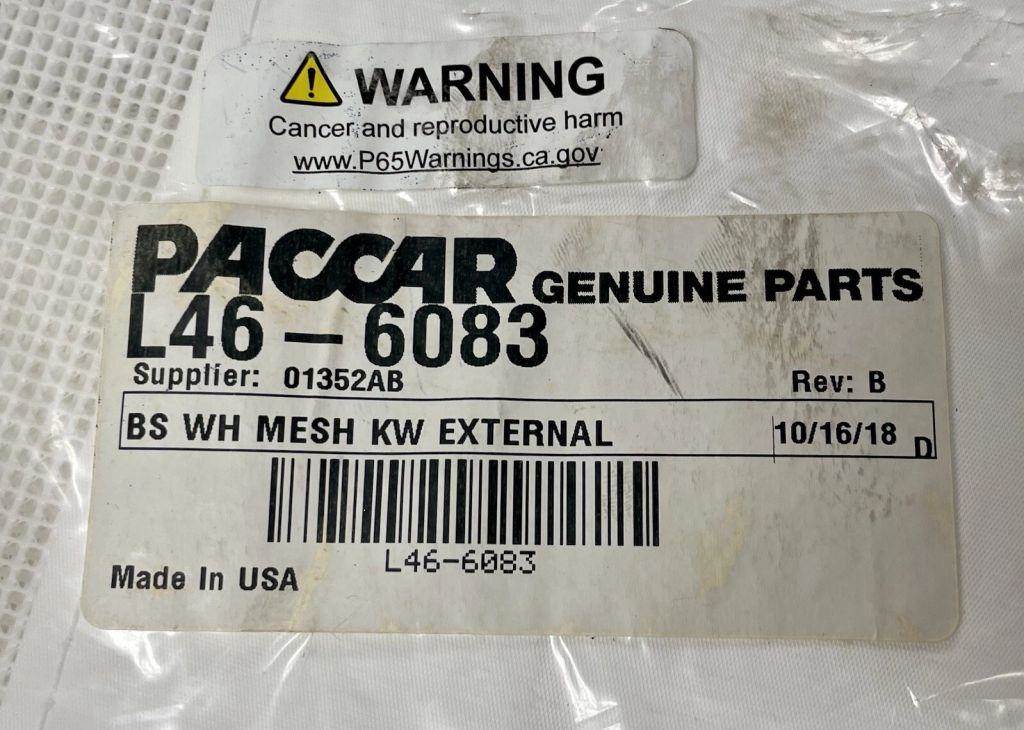 WARNING
Cancer and reproductive harm
www.P65Warnings.ca.gov
PACCAR GENUINE PARTS
L46-6083
Supplier: 01352AB Rev: B
BS WH MESH KW EXTERNAL 10/16/18 D
L46-6083
Made In USA